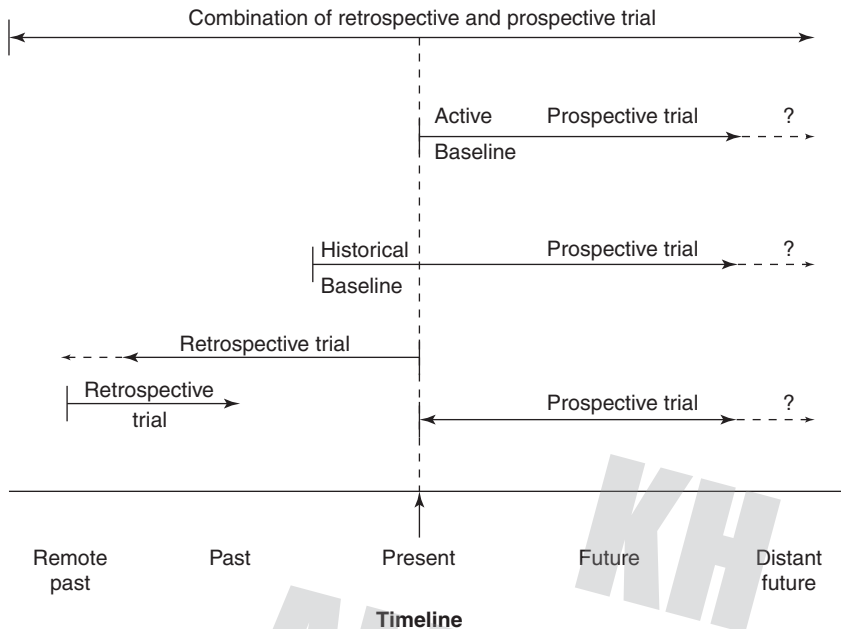 Combination of retrospective and prospective trial
Active Prospective trial ?
Baseline
Historical Prospective trial ?
Baseline
Retrospective trial
Retrospective
trial
Prospective trial ?
Remote past
Past
Present
Future
Distant future
Timeline
KH